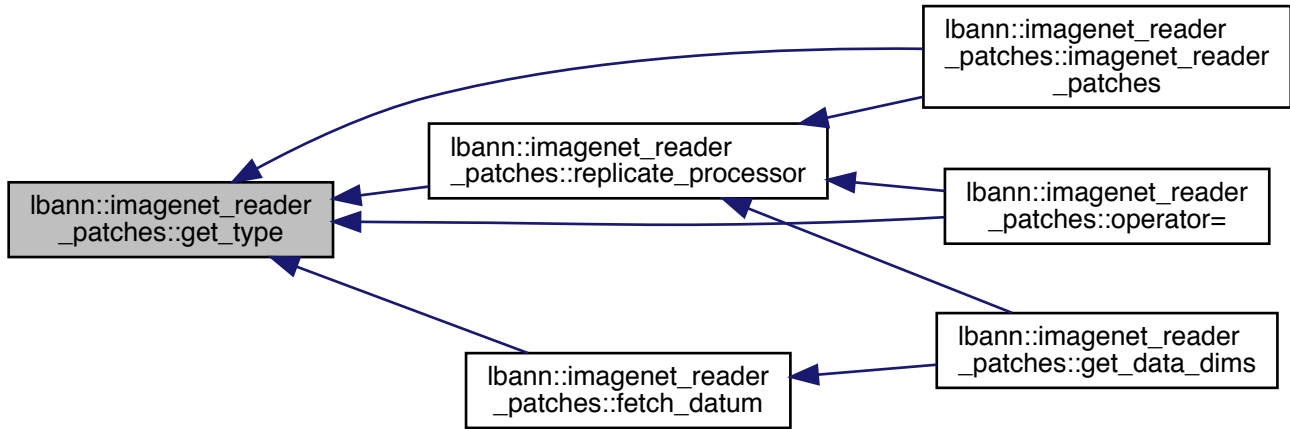 lbann::imagenet_reader
_patches::get_type
lbann::imagenet_reader
_patches::replicate_processor
lbann::imagenet_reader
_patches::fetch_datum
lbann::imagenet_reader
_patches::imagenet_reader
_patches
lbann::imagenet_reader
_patches::operator=
lbann::imagenet_reader
_patches::get_data_dims